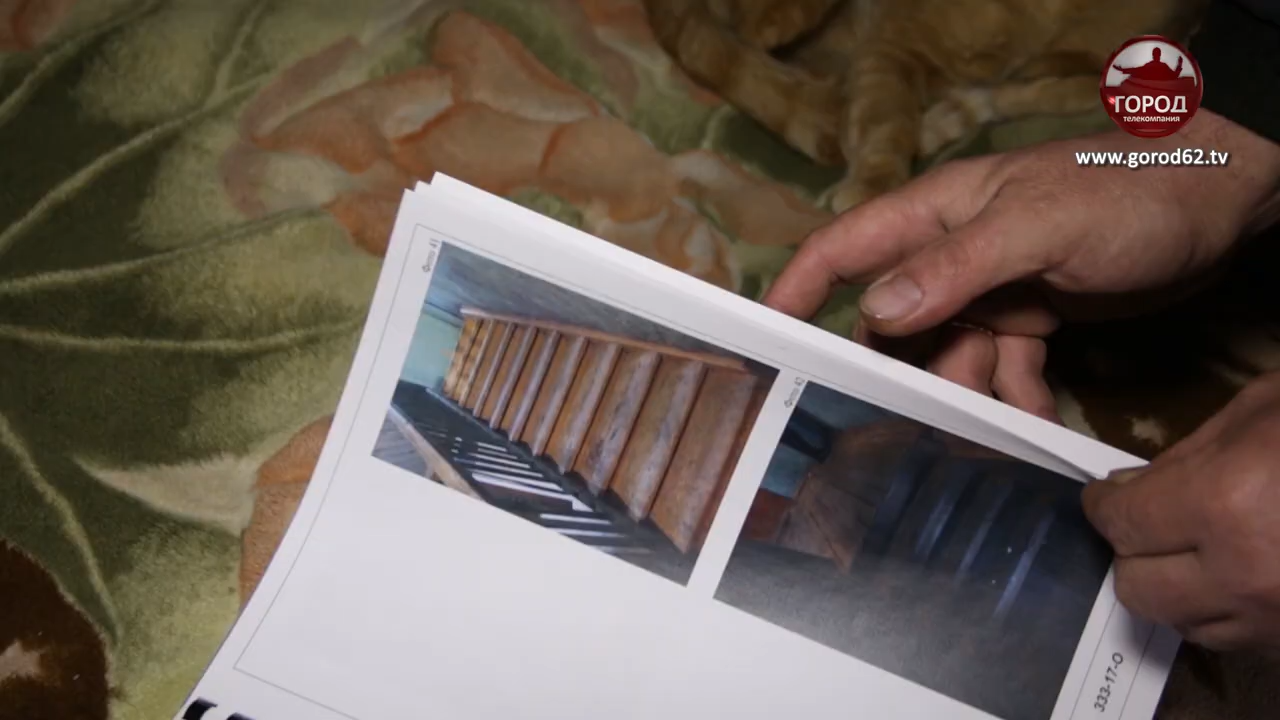 ГОРОД
телекомпания
www.gorod62.tv
Фото 41
Фото 42
333-17-О